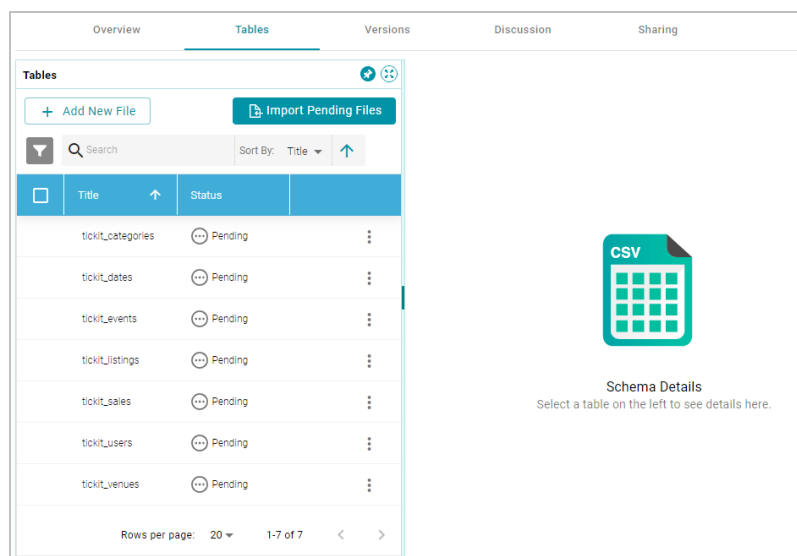 Overview Tables Versions Discussion Sharing
Tables
+ Add New File
Import Pending Files
Search Sort By: Title
Title Status
tickit_categories Pending
tickit_dates Pending
tickit_events Pending
tickit_listings Pending
tickit_sales Pending
tickit_users Pending
tickit_venues Pending
Rows per page: 20 1-7 of 7
CSV
Schema Details
Select a table on the left to see details here.